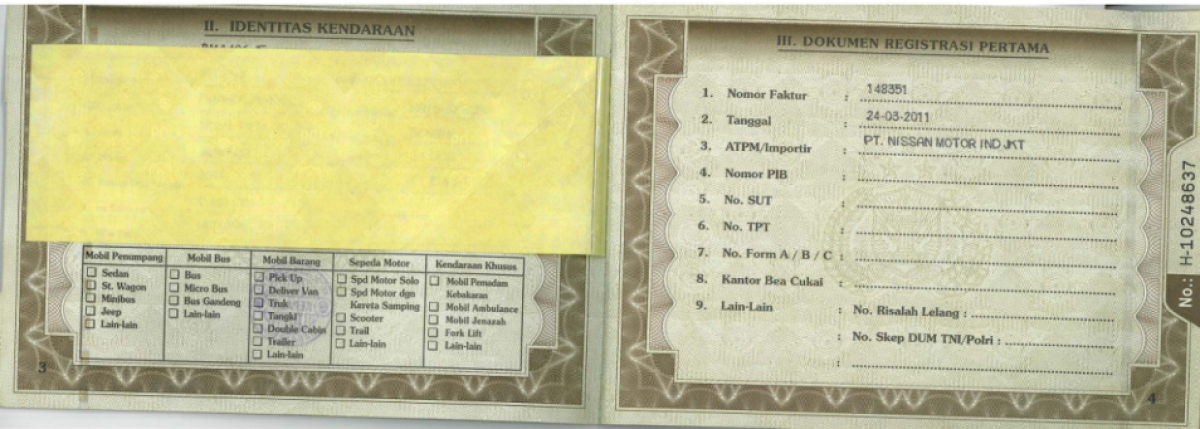 II. IDENTITAS KENDARAAN
Mobil Penumpang
☐ Sedan
☐ St. Wagon
☐ Minibus
☐ Jeep
☐ Lain-lain
Mobil Bus
☐ Bus
☐ Micro Bus
☐ Bus Gandeng
☐ Lain-lain
Mobil Barang
☐ Pick Up
☐ Deliver Van
☐ Truk
☐ Tangki
☐ Double Cabin
☐ Trailer
☐ Lain-lain
Sepeda Motor
☐ Spd Motor Solo
☐ Spd Motor dgn
Kereta Samping
☐ Scooter
☐ Trail
☐ Lain-lain
Kendaraan Khusus
☐ Mobil Pemadam
Kebakaran
☐ Mobil Ambulance
☐ Mobil Jenazah
☐ Fork Lift
☐ Lain-lain
3
III. DOKUMEN REGISTRASI PERTAMA
1. Nomor Faktur : 148351
2. Tanggal : 24-03-2011
3. ATPM/Importir : PT. NISSAN MOTOR IND JKT
4. Nomor PIB :
5. No. SUT :
6. No. TPT :
7. No. Form A / B / C :
8. Kantor Bea Cukai :
9. Lain-Lain : No. Risalah Lelang :
: No. Skep DUM TNI/Polri :
:
4
No.: H-10248637